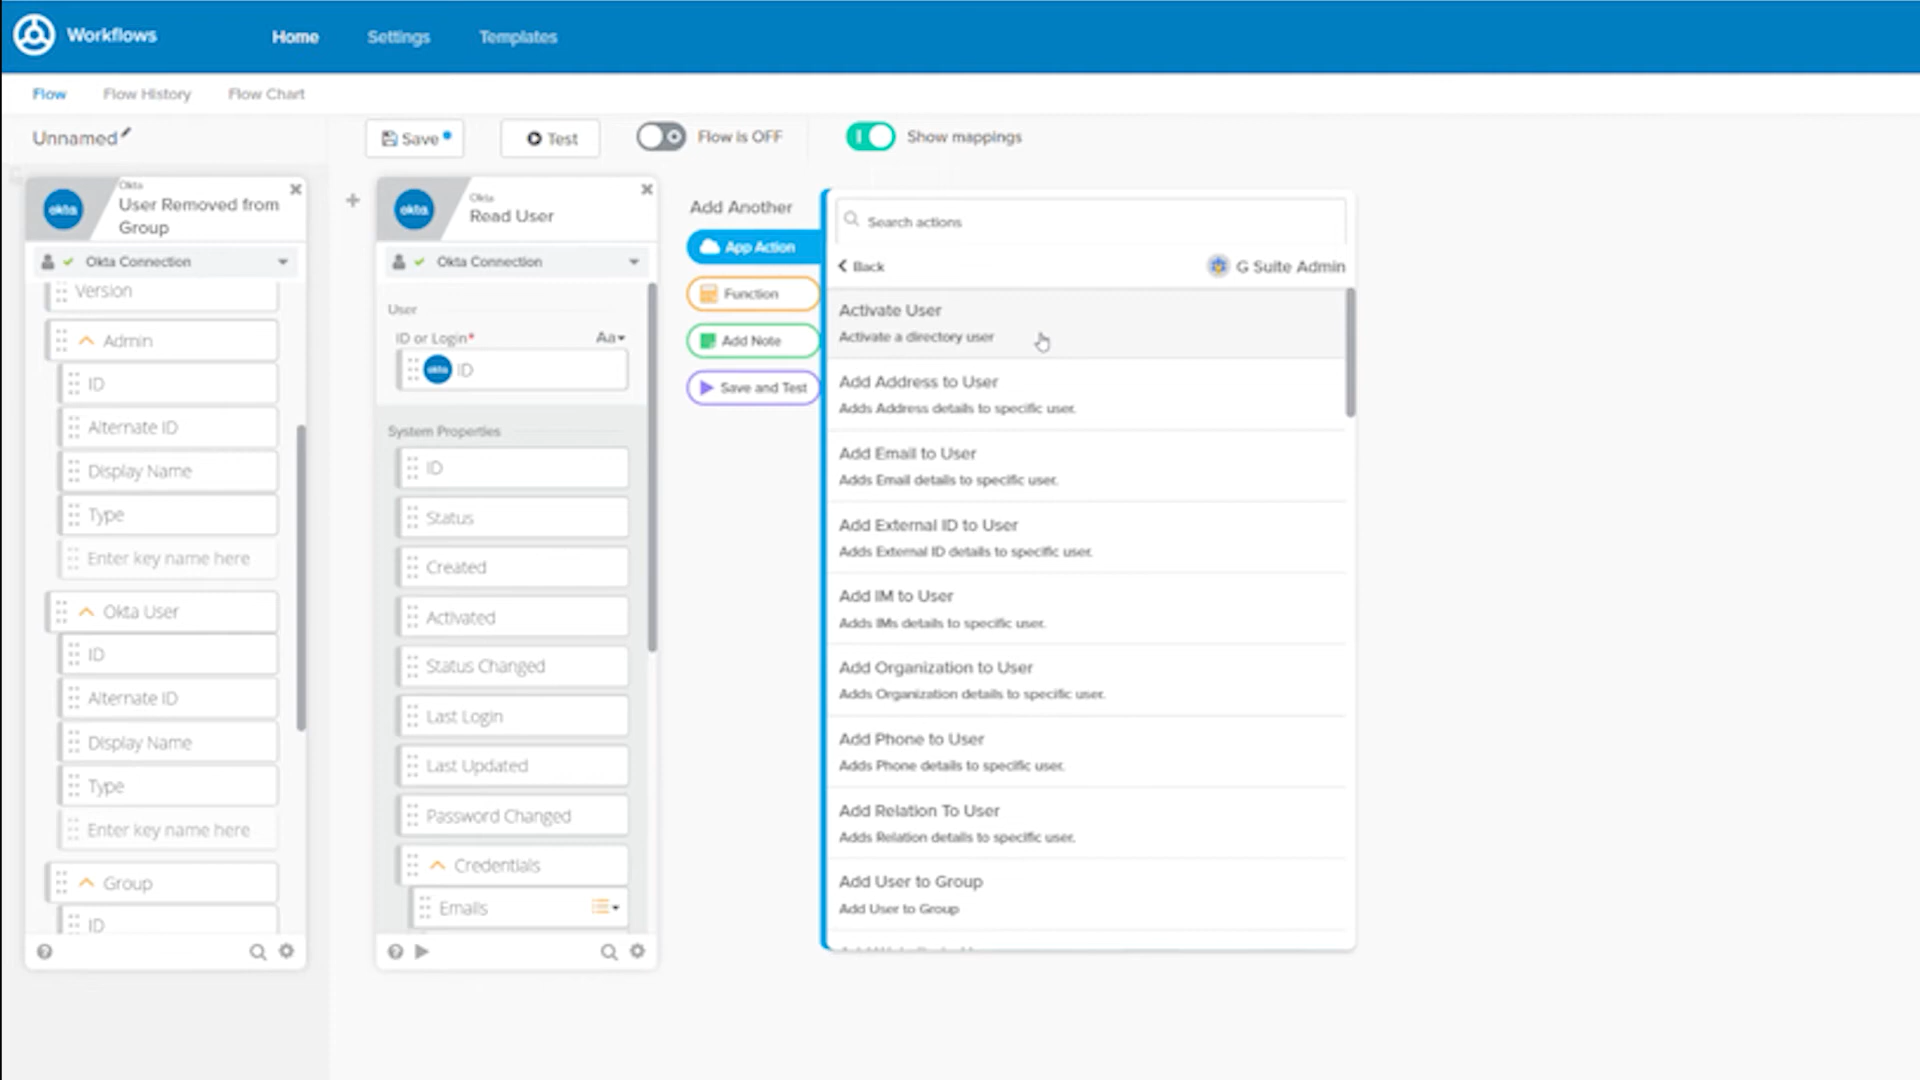 Workflows
Home
Settings
Templates
Flow
Flow History
Flow Chart
Unnamed
Save
Test
Flow is OFF
Show mappings
okta
Okta
User Removed from
Group
Okta Connection
Version
Admin
ID
Alternate ID
Display Name
Type
Enter key name here
Okta User
ID
Alternate ID
Display Name
Type
Enter key name here
Group
ID
okta
Okta
Read User
Okta Connection
User
ID or Login*
Aa
okta ID
System Properties
ID
Status
Created
Activated
Status Changed
Last Login
Last Updated
Password Changed
Credentials
Emails
Add Another
App Action
Function
Add Note
Save and Test
Search actions
Back
G Suite Admin
Activate User
Activate a directory user
Add Address to User
Adds Address details to specific user.
Add Email to User
Adds Email details to specific user.
Add External ID to User
Adds External ID details to specific user.
Add IM to User
Adds IMs details to specific user.
Add Organization to User
Adds Organization details to specific user.
Add Phone to User
Adds Phone details to specific user.
Add Relation To User
Adds Relation details to specific user.
Add User to Group
Add User to Group